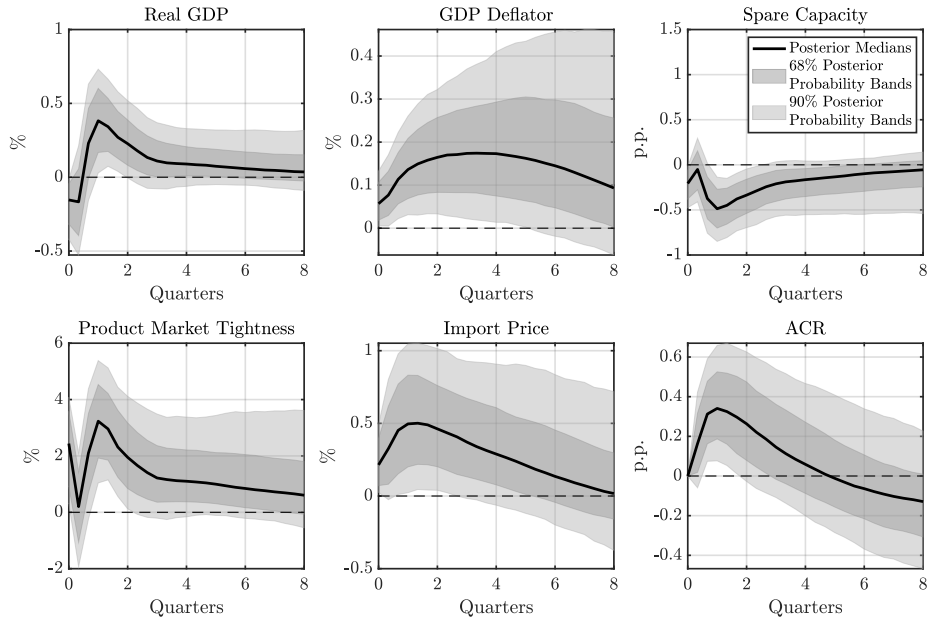 Real GDP
1
0.5
0
-0.5
%
0 2 4 6 8
Quarters
GDP Deflator
0.4
0.3
0.2
0.1
0
%
0 2 4 6 8
Quarters
Spare Capacity
1.5
1
0.5
0
-0.5
-1
p.p.
Posterior Medians
68% Posterior
Probability Bands
90% Posterior
Probability Bands
0 2 4 6 8
Quarters
Product Market Tightness
6
4
2
0
-2
%
0 2 4 6 8
Quarters
Import Price
1
0.5
0
-0.5
%
0 2 4 6 8
Quarters
ACR
0.6
0.4
0.2
0
-0.2
-0.4
p.p.
0 2 4 6 8
Quarters